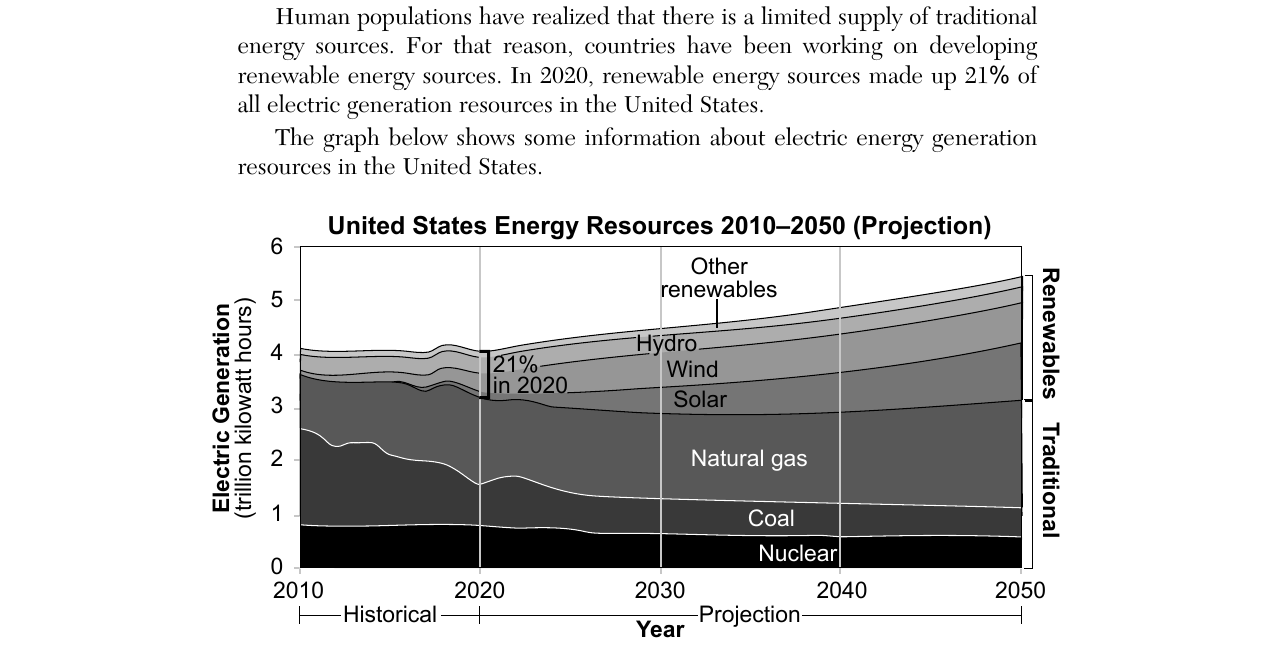 Human populations have realized that there is a limited supply of traditional
energy sources. For that reason, countries have been working on developing
renewable energy sources. In 2020, renewable energy sources made up 21% of
all electric generation resources in the United States.
The graph below shows some information about electric energy generation
resources in the United States.
United States Energy Resources 2010–2050 (Projection)
Electric Generation
(trillion kilowatt hours)
6
5
4
3
2
1
0
Other
renewables
Hydro
21%
in 2020
Wind
Solar
Natural gas
Coal
Nuclear
Renewables
Traditional
2010 2020 2030 2040 2050
Historical Projection
Year